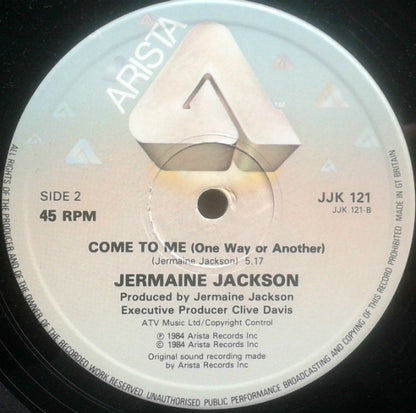 ARISTA
TM
SIDE 2
45 RPM
JJK 121
JJK 121-B
COME TO ME (One Way or Another)
(Jermaine Jackson) 5.17
JERMAINE JACKSON
Produced by Jermaine Jackson
Executive Producer Clive Davis
ATV Music Ltd/Copyright Control
℗ 1984 Arista Records Inc
© 1984 Arista Records Inc
Original sound recording made
by Arista Records Inc
ALL RIGHTS OF THE PRODUCER AND OF THE OWNER OF THE RECORDED WORK RESERVED UNAUTHORISED PUBLIC PERFORMANCE BROADCASTING AND COPYING OF THIS RECORD PROHIBITED MADE IN GT BRITAIN